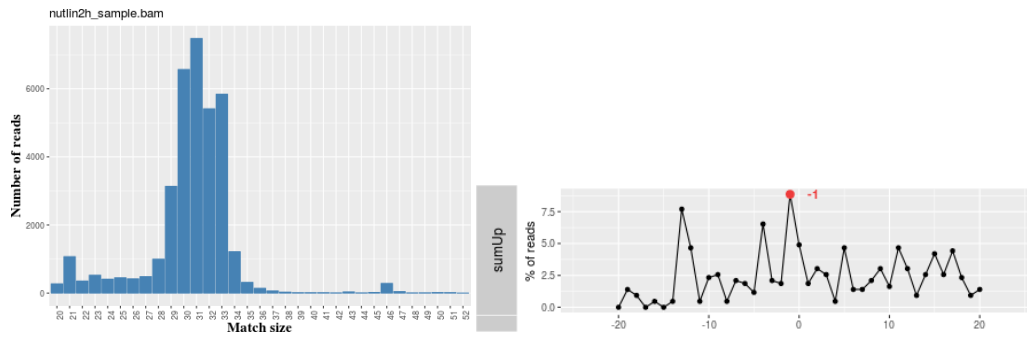 nutlin2h_sample.bam
Number of reads
6000
4000
2000
0
20 21 22 23 24 25 26 27 28 29 30 31 32 33 34 35 36 37 38 39 40 41 42 43 44 45 46 47 48 49 50 51 52
Match size
sumUp
% of reads
7.5
5.0
2.5
0.0
-1
-20 -10 0 10 20